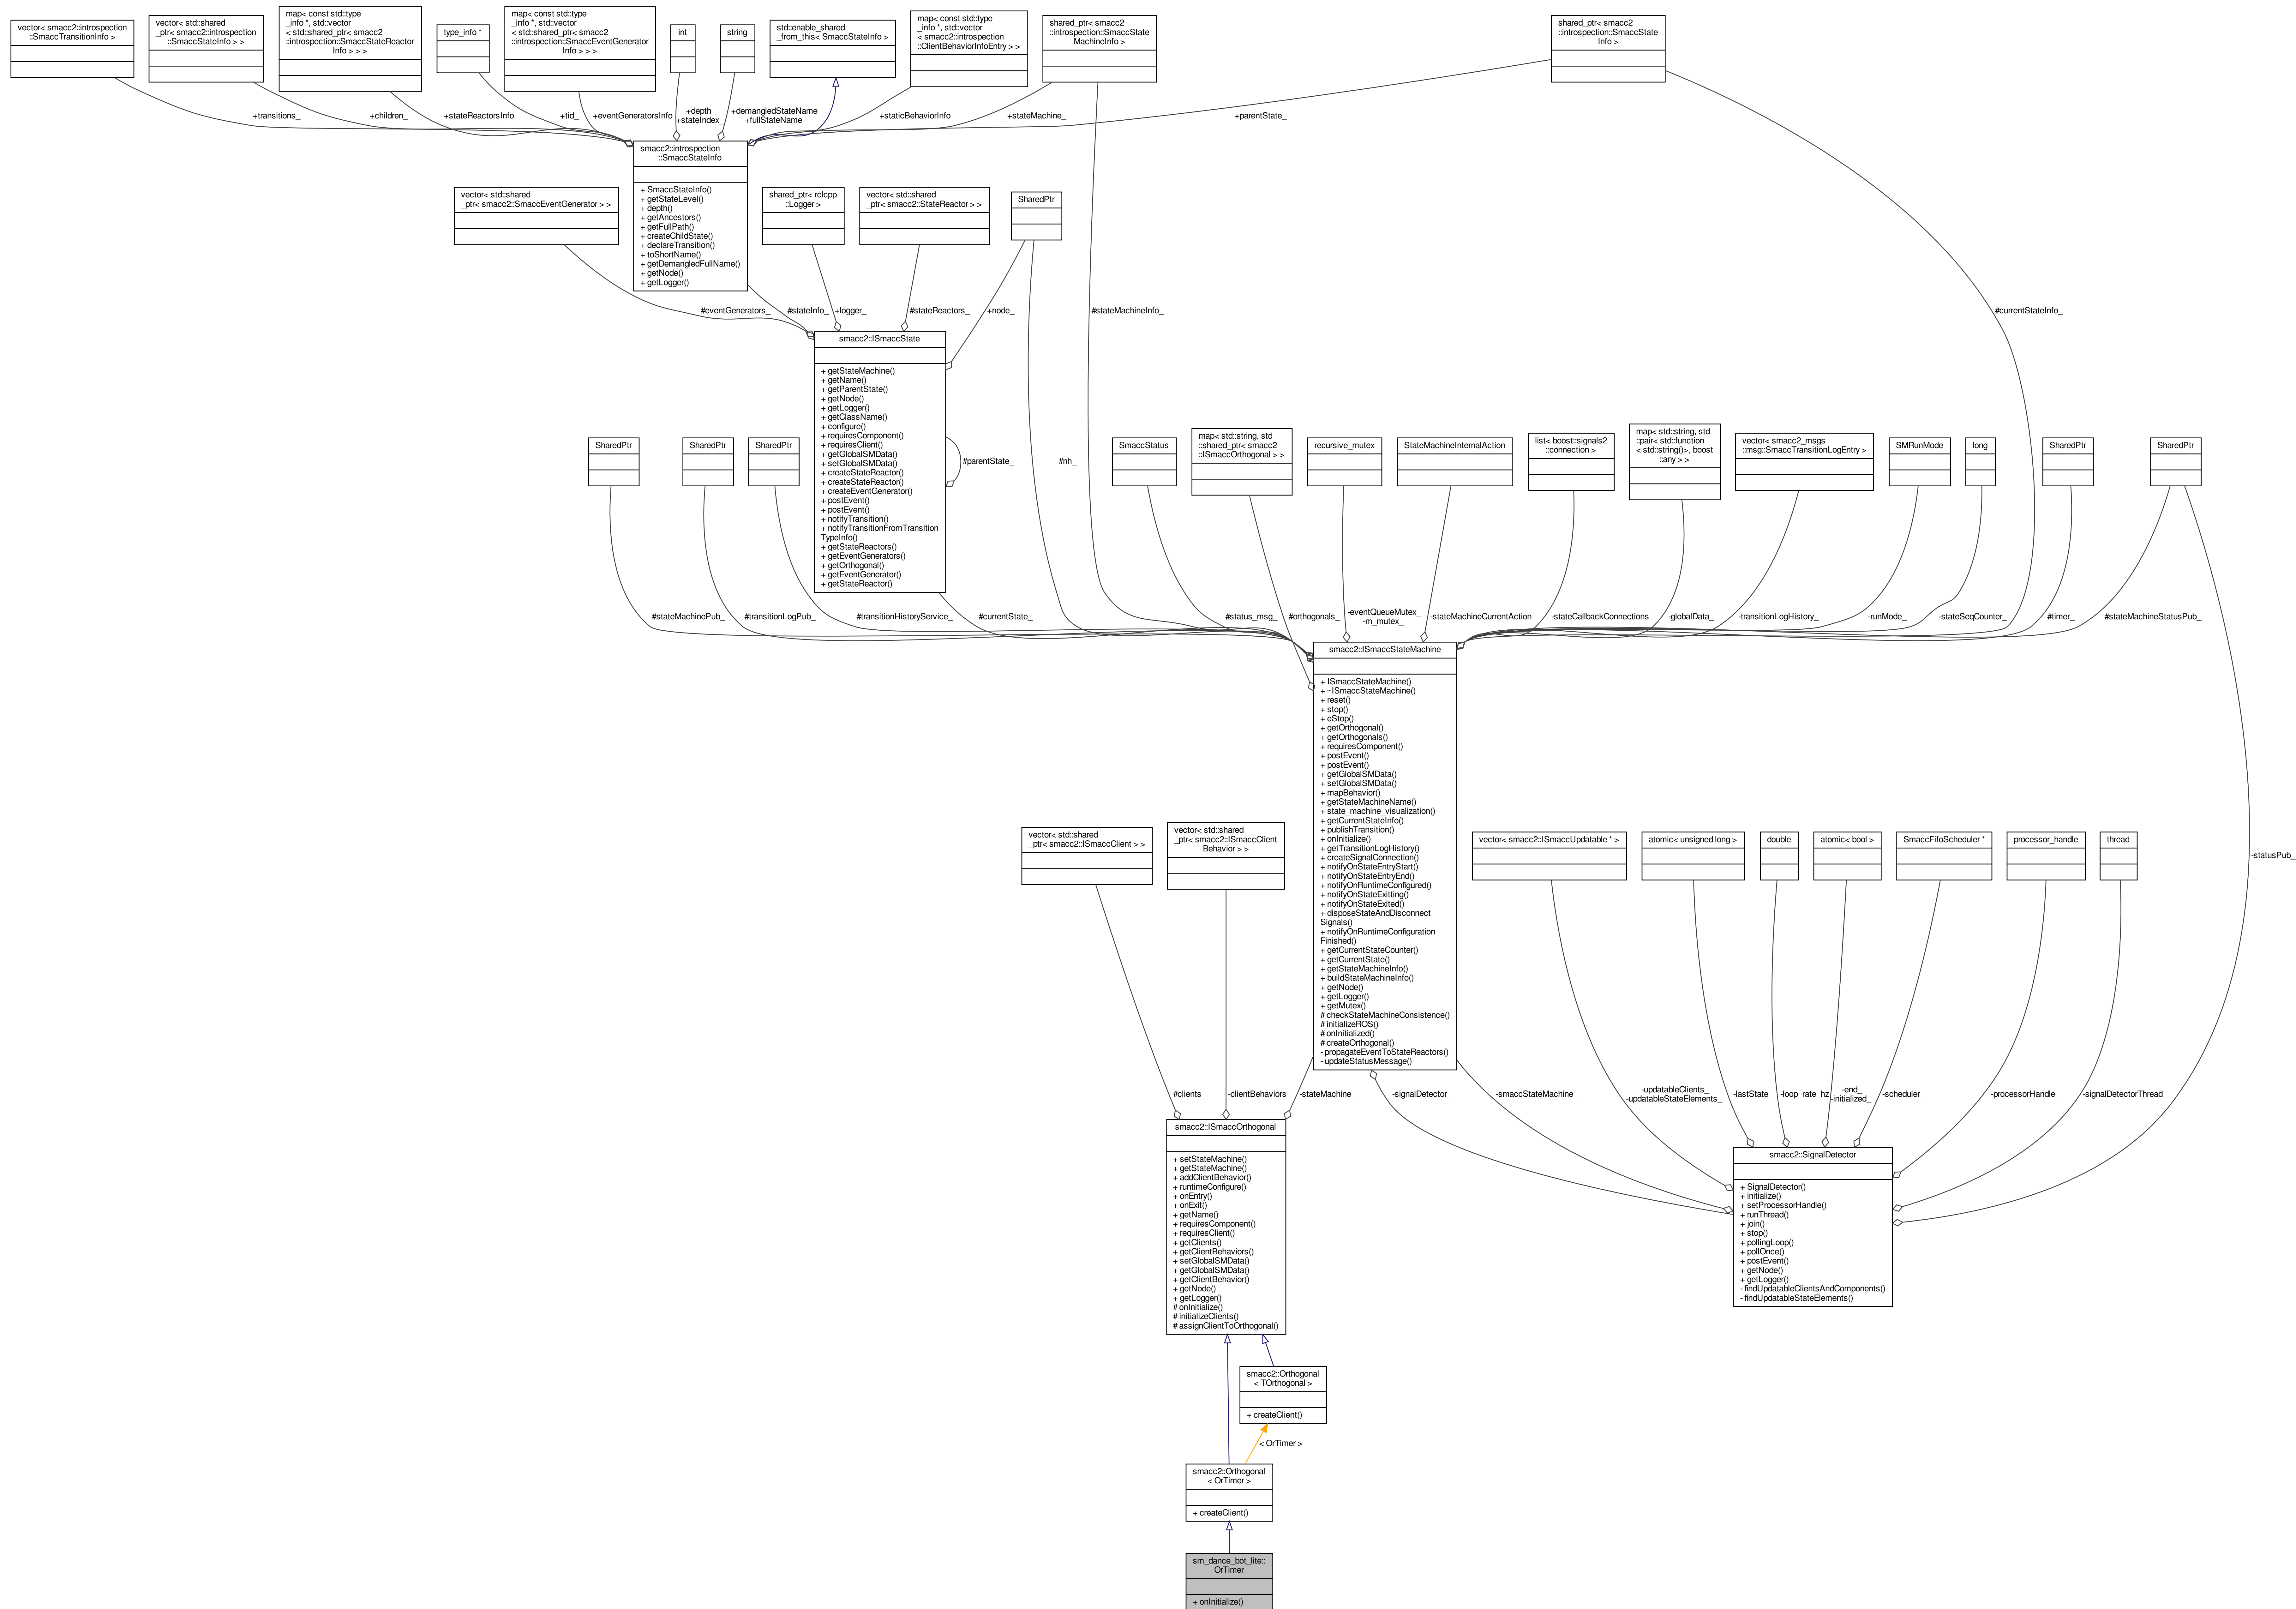 vector< smacc2::introspection
::SmaccTransitionInfo >
vector< std::shared
_ptr< smacc2::introspection
::SmaccStateInfo > >
map< const std::type
_info *, std::vector
< std::shared_ptr< smacc2
::introspection::SmaccStateReactor
Info > > >
type_info *
map< const std::type
_info *, std::vector
< std::shared_ptr< smacc2
::introspection::SmaccEventGenerator
Info > > >
int
string
std::enable_shared
_from_this< SmaccStateInfo >
map< const std::type
_info *, std::vector
< smacc2::introspection
::ClientBehaviorInfoEntry > >
shared_ptr< smacc2
::introspection::SmaccState
MachineInfo >
shared_ptr< smacc2
::introspection::SmaccState
Info >
+transitions_
+children_
+stateReactorsInfo
+tid_
+eventGeneratorsInfo
+depth_
+stateIndex_
+demangledStateName
+fullStateName
+staticBehaviorInfo
+stateMachine_
+parentState_
smacc2::introspection
::SmaccStateInfo
+ SmaccStateInfo()
+ getStateLevel()
+ depth()
+ getAncestors()
+ getFullPath()
+ createChildState()
+ declareTransition()
+ toShortName()
+ getDemangledFullName()
+ getNode()
+ getLogger()
vector< std::shared
_ptr< smacc2::SmaccEventGenerator > >
shared_ptr< rclcpp
::Logger >
vector< std::shared
_ptr< smacc2::StateReactor > >
SharedPtr
#eventGenerators_
#stateInfo_
+logger_
#stateReactors_
+node_
#stateMachineInfo_
#currentStateInfo_
smacc2::ISmaccState
+ getStateMachine()
+ getName()
+ getParentState()
+ getNode()
+ getLogger()
+ getClassName()
+ configure()
+ requiresComponent()
+ requiresClient()
+ getGlobalSMData()
+ setGlobalSMData()
+ createStateReactor()
+ createStateReactor()
+ createEventGenerator()
+ postEvent()
+ postEvent()
+ notifyTransition()
+ notifyTransitionFromTransition
TypeInfo()
+ getStateReactors()
+ getEventGenerators()
+ getOrthogonal()
+ getEventGenerator()
+ getStateReactor()
#parentState_
#nh_
SharedPtr
SharedPtr
SharedPtr
SmaccStatus
map< std::string, std
::shared_ptr< smacc2
::ISmaccOrthogonal > >
recursive_mutex
StateMachineInternalAction
list< boost::signals2
::connection >
map< std::string, std
::pair< std::function
< std::string()>, boost
::any > >
vector< smacc2_msgs
::msg::SmaccTransitionLogEntry >
SMRunMode
long
SharedPtr
SharedPtr
#stateMachinePub_
#transitionLogPub_
#transitionHistoryService_
#currentState_
#status_msg_
#orthogonals_
-eventQueueMutex_
-m_mutex_
-stateMachineCurrentAction
-stateCallbackConnections
-globalData_
-transitionLogHistory_
-runMode_
-stateSeqCounter_
#timer_
#stateMachineStatusPub_
smacc2::ISmaccStateMachine
+ ISmaccStateMachine()
+ ~ISmaccStateMachine()
+ reset()
+ stop()
+ eStop()
+ getOrthogonal()
+ getOrthogonals()
+ requiresComponent()
+ postEvent()
+ postEvent()
+ getGlobalSMData()
+ setGlobalSMData()
+ mapBehavior()
+ getStateMachineName()
+ state_machine_visualization()
+ getCurrentStateInfo()
+ publishTransition()
+ onInitialize()
+ getTransitionLogHistory()
+ createSignalConnection()
+ notifyOnStateEntryStart()
+ notifyOnStateEntryEnd()
+ notifyOnRuntimeConfigured()
+ notifyOnStateExitting()
+ notifyOnStateExited()
+ disposeStateAndDisconnect
Signals()
+ notifyOnRuntimeConfiguration
Finished()
+ getCurrentStateCounter()
+ getCurrentState()
+ getStateMachineInfo()
+ buildStateMachineInfo()
+ getNode()
+ getLogger()
+ getMutex()
# checkStateMachineConsistence()
# initializeROS()
# onInitialized()
# createOrthogonal()
- propagateEventToStateReactors()
- updateStatusMessage()
vector< std::shared
_ptr< smacc2::ISmaccClient > >
vector< std::shared
_ptr< smacc2::ISmaccClient
Behavior > >
vector< smacc2::ISmaccUpdatable * >
atomic< unsigned long >
double
atomic< bool >
SmaccFifoScheduler *
processor_handle
thread
-statusPub_
#clients_
-clientBehaviors_
-stateMachine_
-signalDetector_
-smaccStateMachine_
-updatableClients_
-updatableStateElements_
-lastState_
-loop_rate_hz
-end_
-initialized_
-scheduler_
-processorHandle_
-signalDetectorThread_
smacc2::ISmaccOrthogonal
+ setStateMachine()
+ getStateMachine()
+ addClientBehavior()
+ runtimeConfigure()
+ onEntry()
+ onExit()
+ getName()
+ requiresComponent()
+ requiresClient()
+ getClients()
+ getClientBehaviors()
+ setGlobalSMData()
+ getGlobalSMData()
+ getClientBehavior()
+ getNode()
+ getLogger()
# onInitialize()
# initializeClients()
# assignClientToOrthogonal()
smacc2::SignalDetector
+ SignalDetector()
+ initialize()
+ setProcessorHandle()
+ runThread()
+ join()
+ stop()
+ pollingLoop()
+ pollOnce()
+ postEvent()
+ getNode()
+ getLogger()
- findUpdatableClientsAndComponents()
- findUpdatableStateElements()
smacc2::Orthogonal
< TOrthogonal >
+ createClient()
< OrTimer >
smacc2::Orthogonal
< OrTimer >
+ createClient()
sm_dance_bot_lite::
OrTimer
+ onInitialize()